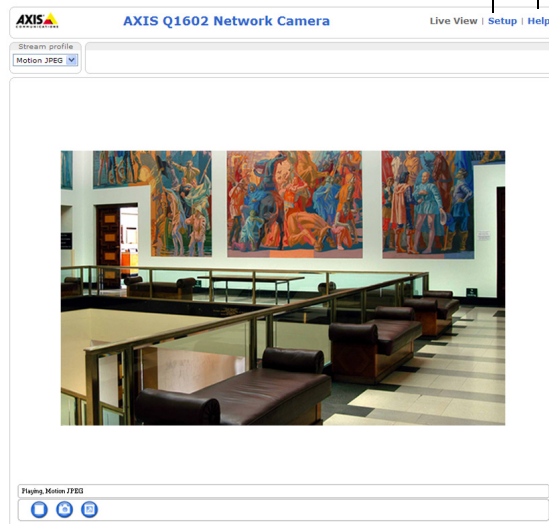 AXIS
COMMUNICATIONS
AXIS Q1602 Network Camera
Live View | Setup | Help
Stream profile
Motion JPEG
Playing, Motion JPEG